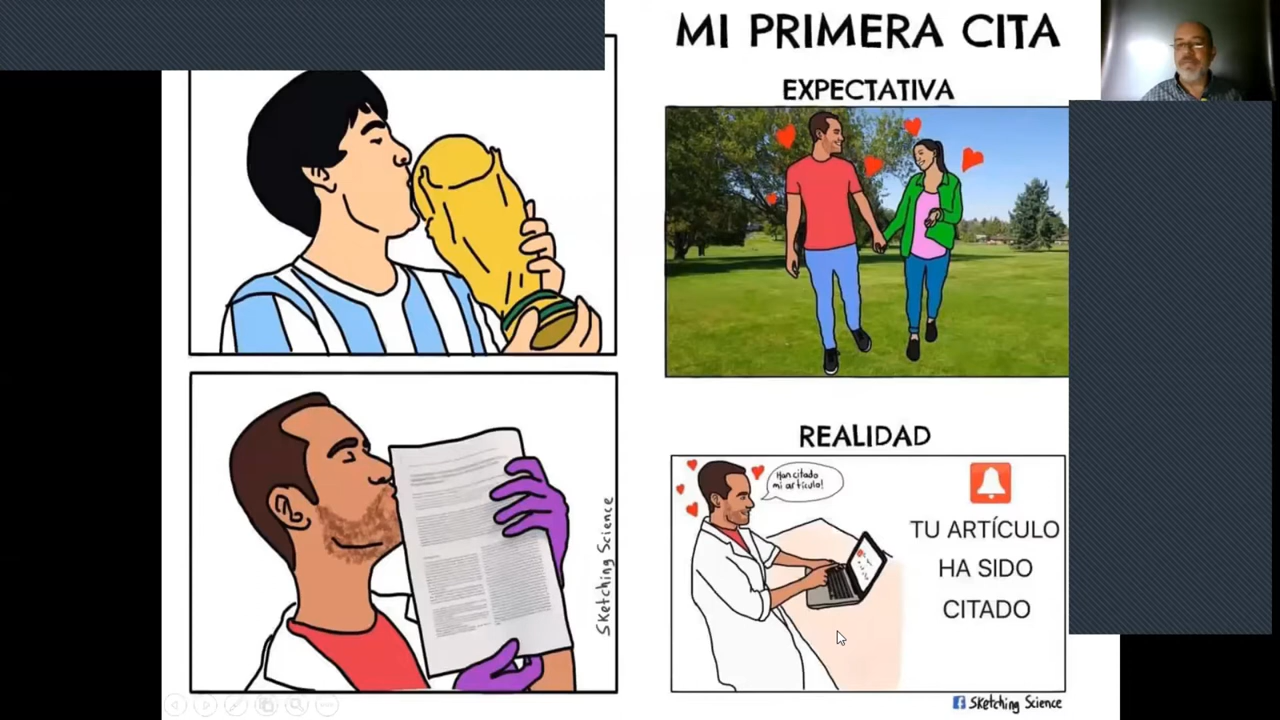 MI PRIMERA CITA
EXPECTATIVA
REALIDAD
Han citado
mi artículo!
TU ARTÍCULO
HA SIDO
CITADO
Sketching Science
Sketching Science